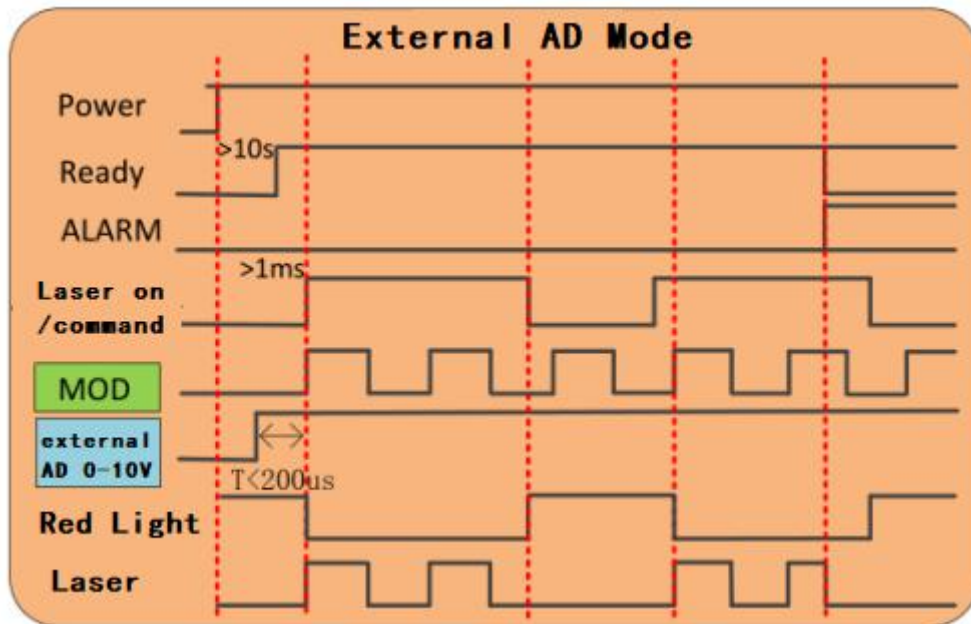 External AD Mode
Power
>10s
Ready
ALARM
>1ms
Laser on
/command
MOD
external
AD 0-10V
T<200us
Red Light
Laser